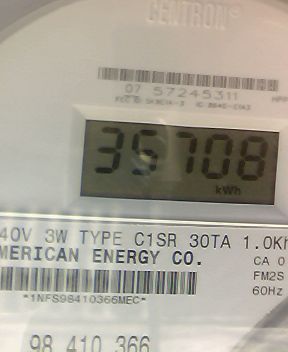 CENTRON®
07 57245311
35708
kWh
40V 3W TYPE C1SR 30TA 1.0Kh
MERICAN ENERGY CO.
CA 0
FM2S
60Hz
*1NFS98410366MEC*
98 410 366